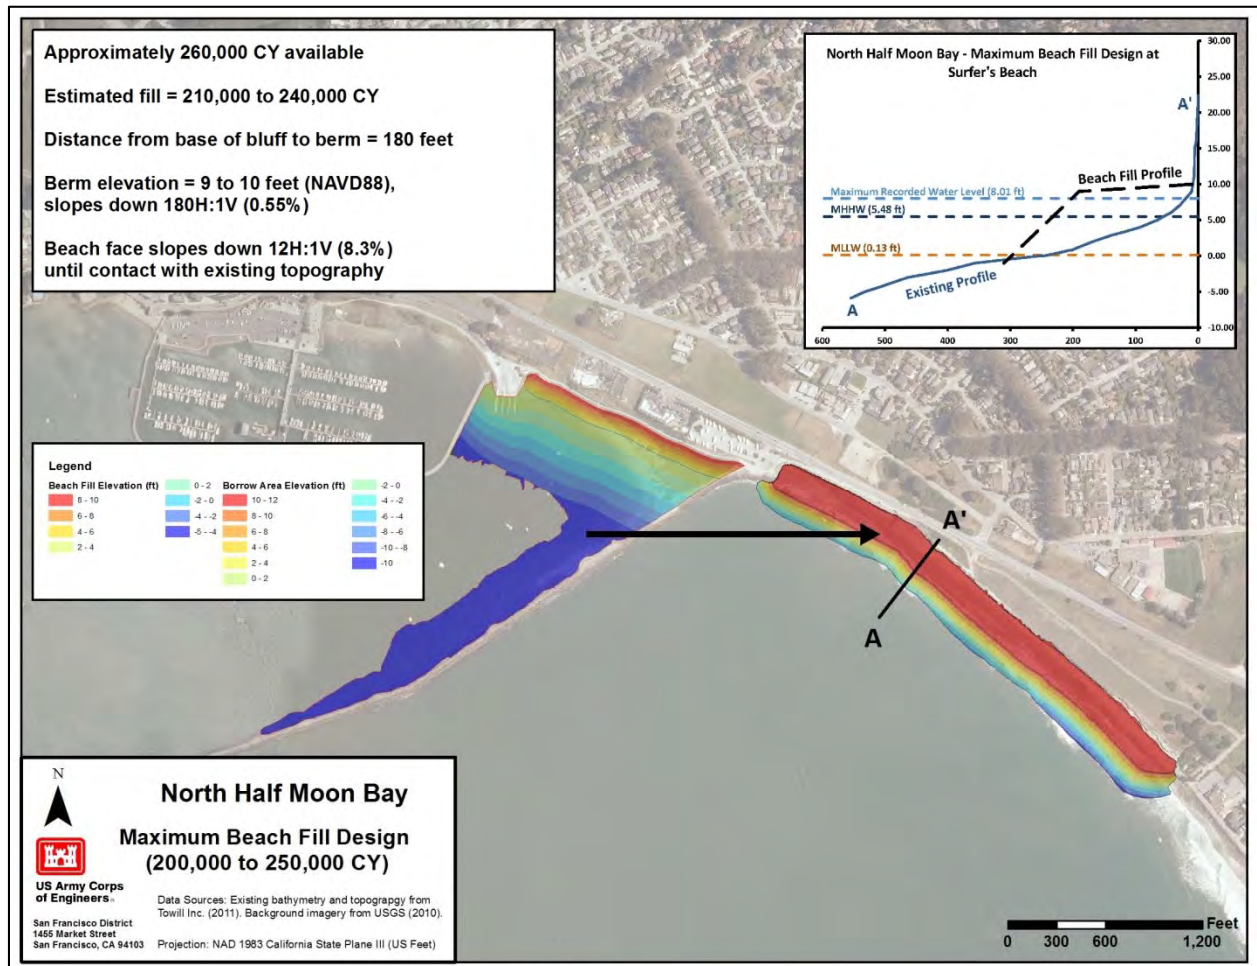 Approximately 260,000 CY available
Estimated fill = 210,000 to 240,000 CY
Distance from base of bluff to berm = 180 feet
Berm elevation = 9 to 10 feet (NAVD88),
slopes down 180H:1V (0.55%)
Beach face slopes down 12H:1V (8.3%)
until contact with existing topography
North Half Moon Bay - Maximum Beach Fill Design at
Surfer's Beach
30.00
25.00
20.00
15.00
10.00
5.00
0.00
-5.00
-10.00
A'
Beach Fill Profile
Maximum Recorded Water Level (8.01 ft)
MHHW (5.48 ft)
MLLW (0.13 ft)
Existing Profile
A
600
500
400
300
200
100
0
Legend
Beach Fill Elevation (ft)
8 - 10
6 - 8
4 - 6
2 - 4
0 - 2
-2 - 0
-4 - -2
-5 - -4
Borrow Area Elevation (ft)
10 - 12
8 - 10
6 - 8
4 - 6
2 - 4
0 - 2
-2 - 0
-4 - -2
-6 - -4
-8 - -6
-10 - -8
-10
A'
A
N
US Army Corps
of Engineers
San Francisco District
1455 Market Street
San Francisco, CA 94103
North Half Moon Bay
Maximum Beach Fill Design
(200,000 to 250,000 CY)
Data Sources: Existing bathymetry and topograpgy from
Towill Inc. (2011). Background imagery from USGS (2010).
Projection: NAD 1983 California State Plane III (US Feet)
Feet
0 300 600 1,200